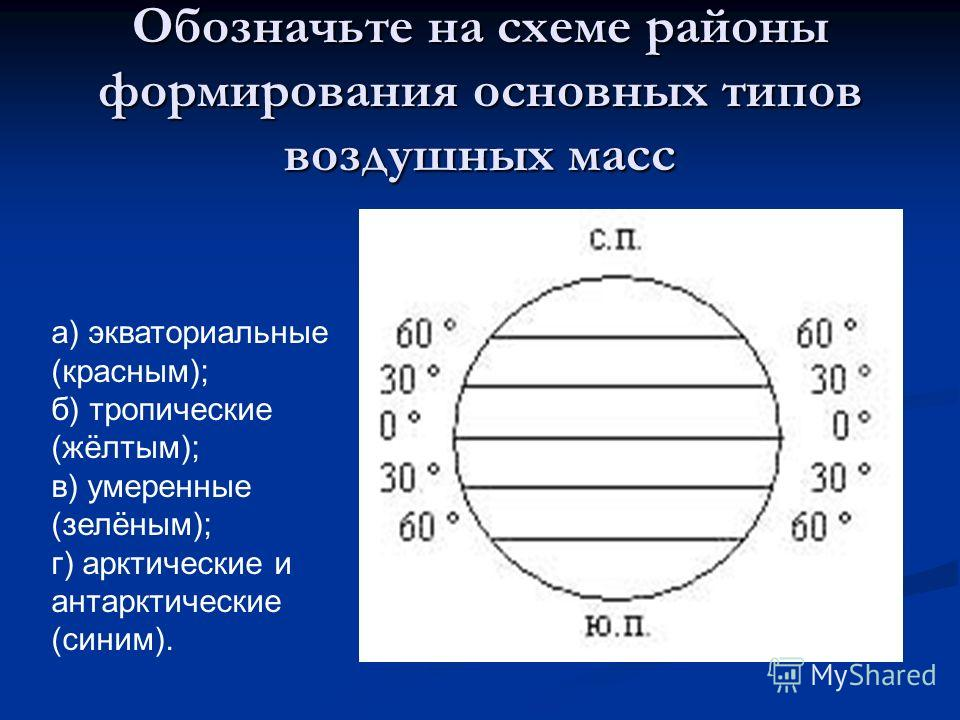 Обозначьте на схеме районы
формирования основных типов
воздушных масс
а) экваториальные
(красным);
б) тропические
(жёлтым);
в) умеренные
(зелёным);
г) арктические и
антарктические
(синим).
с.п.
60 ° 60 °
30 ° 30 °
0 ° 0 °
30 ° 30 °
60 ° 60 °
ю.п.
MyShared